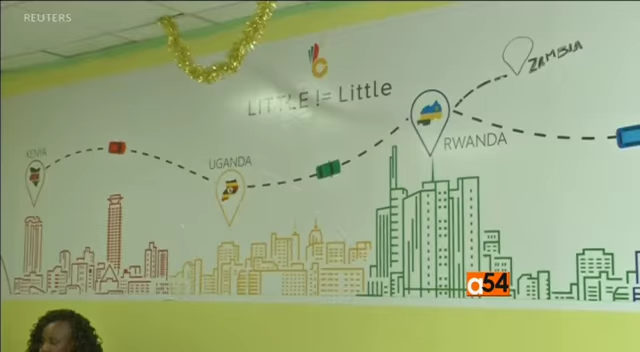 REUTERS
LITTLE != Little
ZAMBIA
KENYA
UGANDA
RWANDA
a54